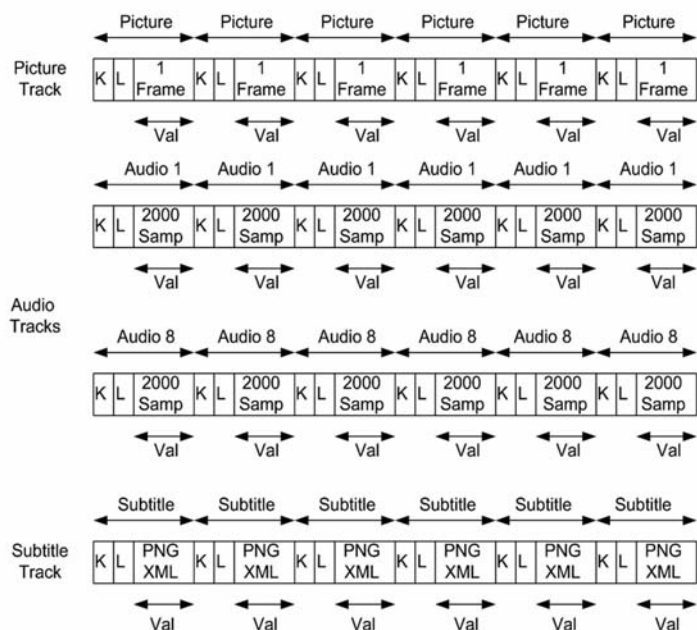 Picture Picture Picture Picture Picture Picture
Picture Track
K L 1 Frame K L 1 Frame K L 1 Frame K L 1 Frame K L 1 Frame K L 1 Frame
Val Val Val Val Val Val
Audio 1 Audio 1 Audio 1 Audio 1 Audio 1 Audio 1
K L 2000 Samp K L 2000 Samp K L 2000 Samp K L 2000 Samp K L 2000 Samp K L 2000 Samp
Val Val Val Val Val Val
Audio Tracks
Audio 8 Audio 8 Audio 8 Audio 8 Audio 8 Audio 8
K L 2000 Samp K L 2000 Samp K L 2000 Samp K L 2000 Samp K L 2000 Samp K L 2000 Samp
Val Val Val Val Val Val
Subtitle Subtitle Subtitle Subtitle Subtitle Subtitle
Subtitle Track
K L PNG XML K L PNG XML K L PNG XML K L PNG XML K L PNG XML K L PNG XML
Val Val Val Val Val Val